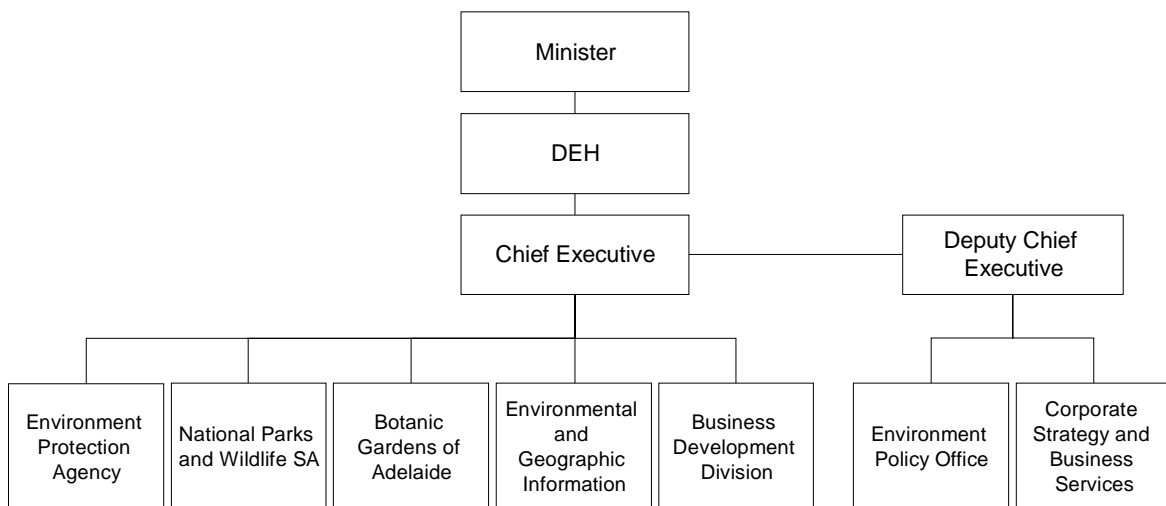 Minister
DEH
Chief Executive
Deputy Chief
Executive
Environment
Protection
Agency
National Parks
and Wildlife SA
Botanic
Gardens of
Adelaide
Environmental
and
Geographic
Information
Business
Development
Division
Environment
Policy Office
Corporate
Strategy and
Business
Services